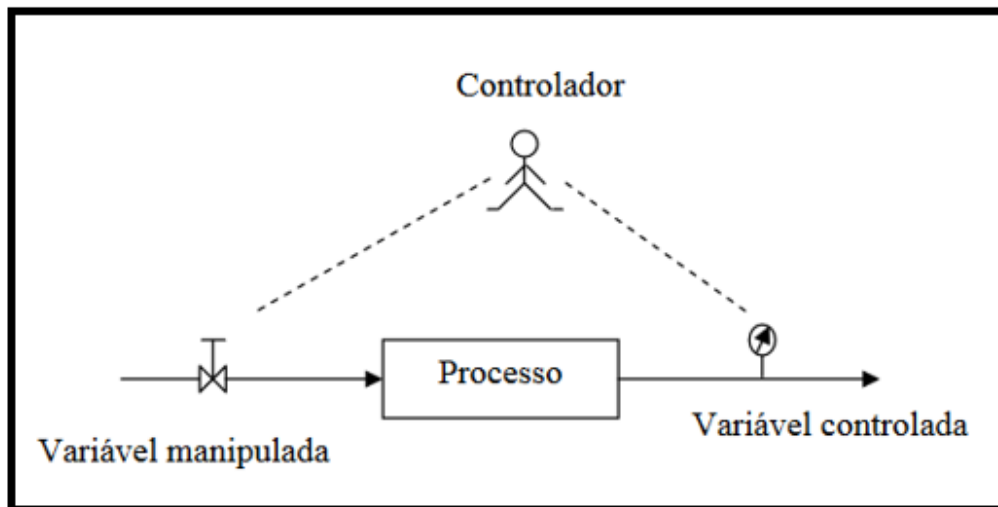 Controlador
Processo
Variável manipulada
Variável controlada